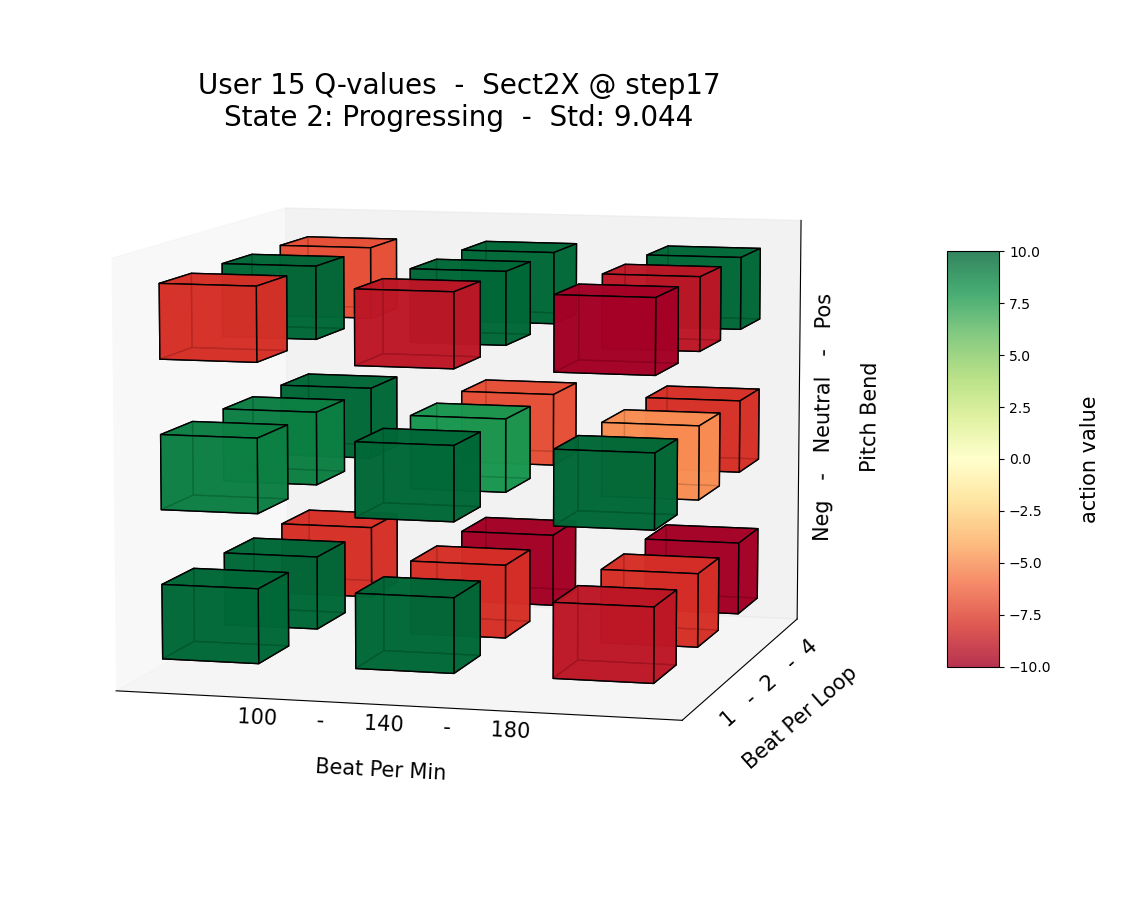 User 15 Q-values  -  Sect2X @ step17
State 2: Progressing  -  Std: 9.044
10.0
7.5
5.0
2.5
0.0
−2.5
−5.0
−7.5
−10.0
action value
Neg  -  Neutral  -  Pos
Pitch Bend
1  -  2  -  4
Beat Per Loop
100  -  140  -  180
Beat Per Min